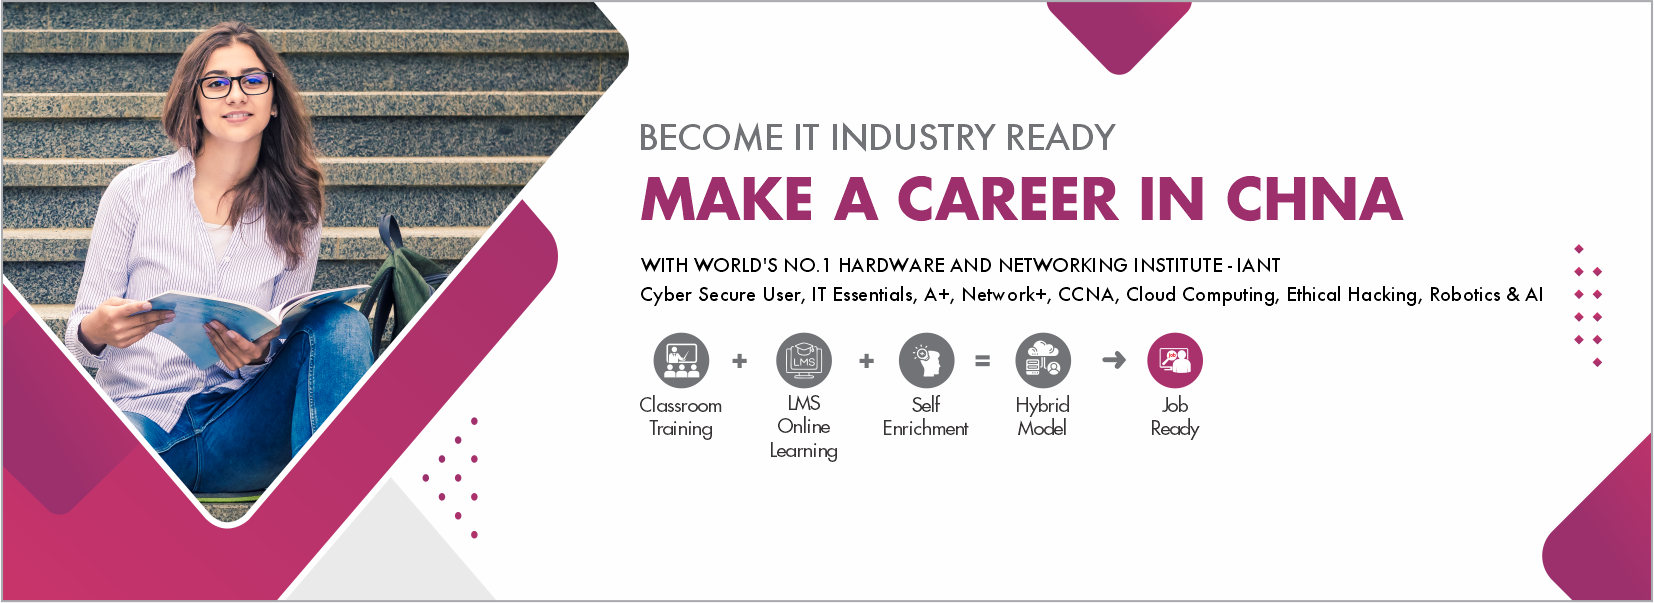 BECOME IT INDUSTRY READY
MAKE A CAREER IN CHNA
WITH WORLD'S NO.1 HARDWARE AND NETWORKING INSTITUTE - IANT
Cyber Secure User, IT Essentials, A+, Network+, CCNA, Cloud Computing, Ethical Hacking, Robotics & AI
LMS
Job
+ + = →
Classroom
Training
LMS
Online
Learning
Self
Enrichment
Hybrid
Model
Job
Ready